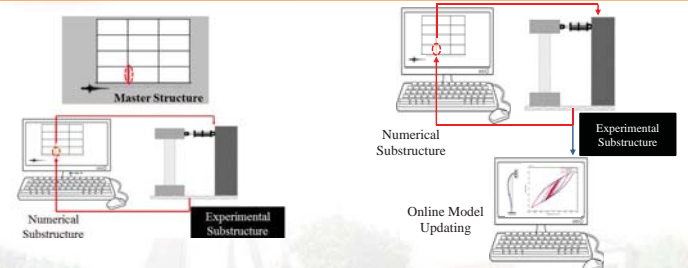 Master Structure
Numerical
Substructure
Experimental
Substructure
Numerical
Substructure
Experimental
Substructure
Online Model
Updating